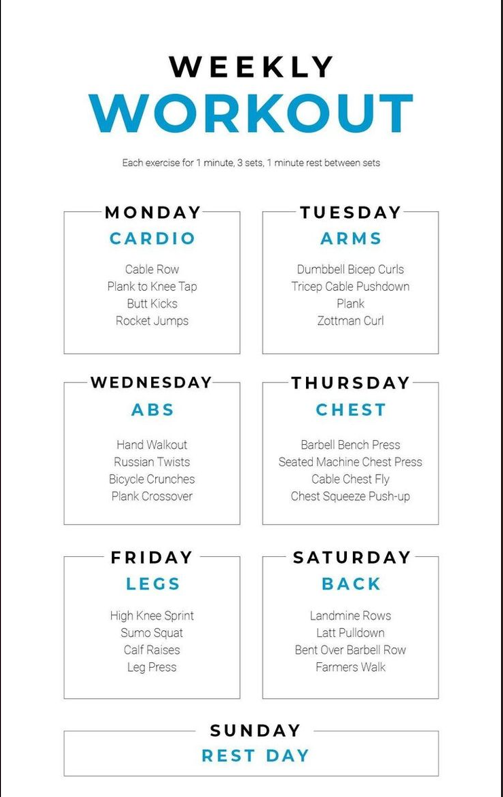 WEEKLY
WORKOUT
Each exercise for 1 minute, 3 sets, 1 minute rest between sets
MONDAY
CARDIO
Cable Row
Plank to Knee Tap
Butt Kicks
Rocket Jumps
TUESDAY
ARMS
Dumbbell Bicep Curls
Tricep Cable Pushdown
Plank
Zottman Curl
WEDNESDAY
ABS
Hand Walkout
Russian Twists
Bicycle Crunches
Plank Crossover
THURSDAY
CHEST
Barbell Bench Press
Seated Machine Chest Press
Cable Chest Fly
Chest Squeeze Push-up
FRIDAY
LEGS
High Knee Sprint
Sumo Squat
Calf Raises
Leg Press
SATURDAY
BACK
Landmine Rows
Latt Pulldown
Bent Over Barbell Row
Farmers Walk
SUNDAY
REST DAY